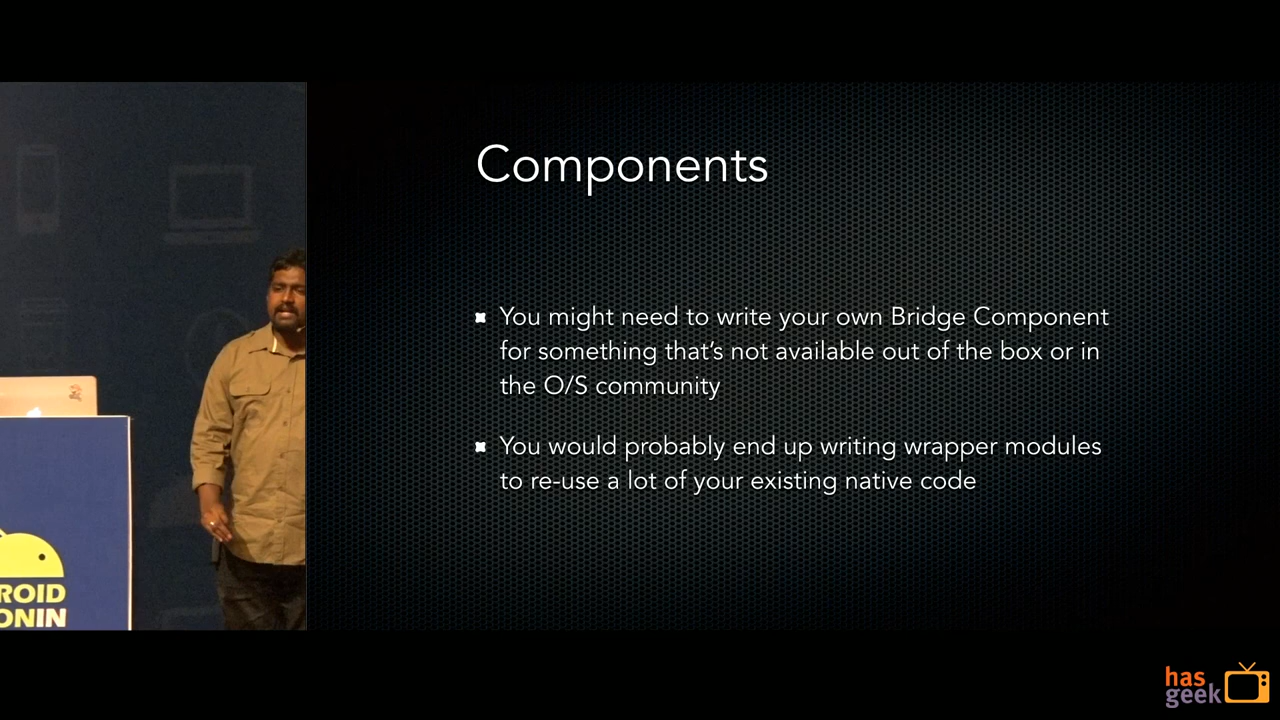 Components
You might need to write your own Bridge Component
for something that's not available out of the box or in
the O/S community
You would probably end up writing wrapper modules
to re-use a lot of your existing native code
ROID
ONIN
has
geek